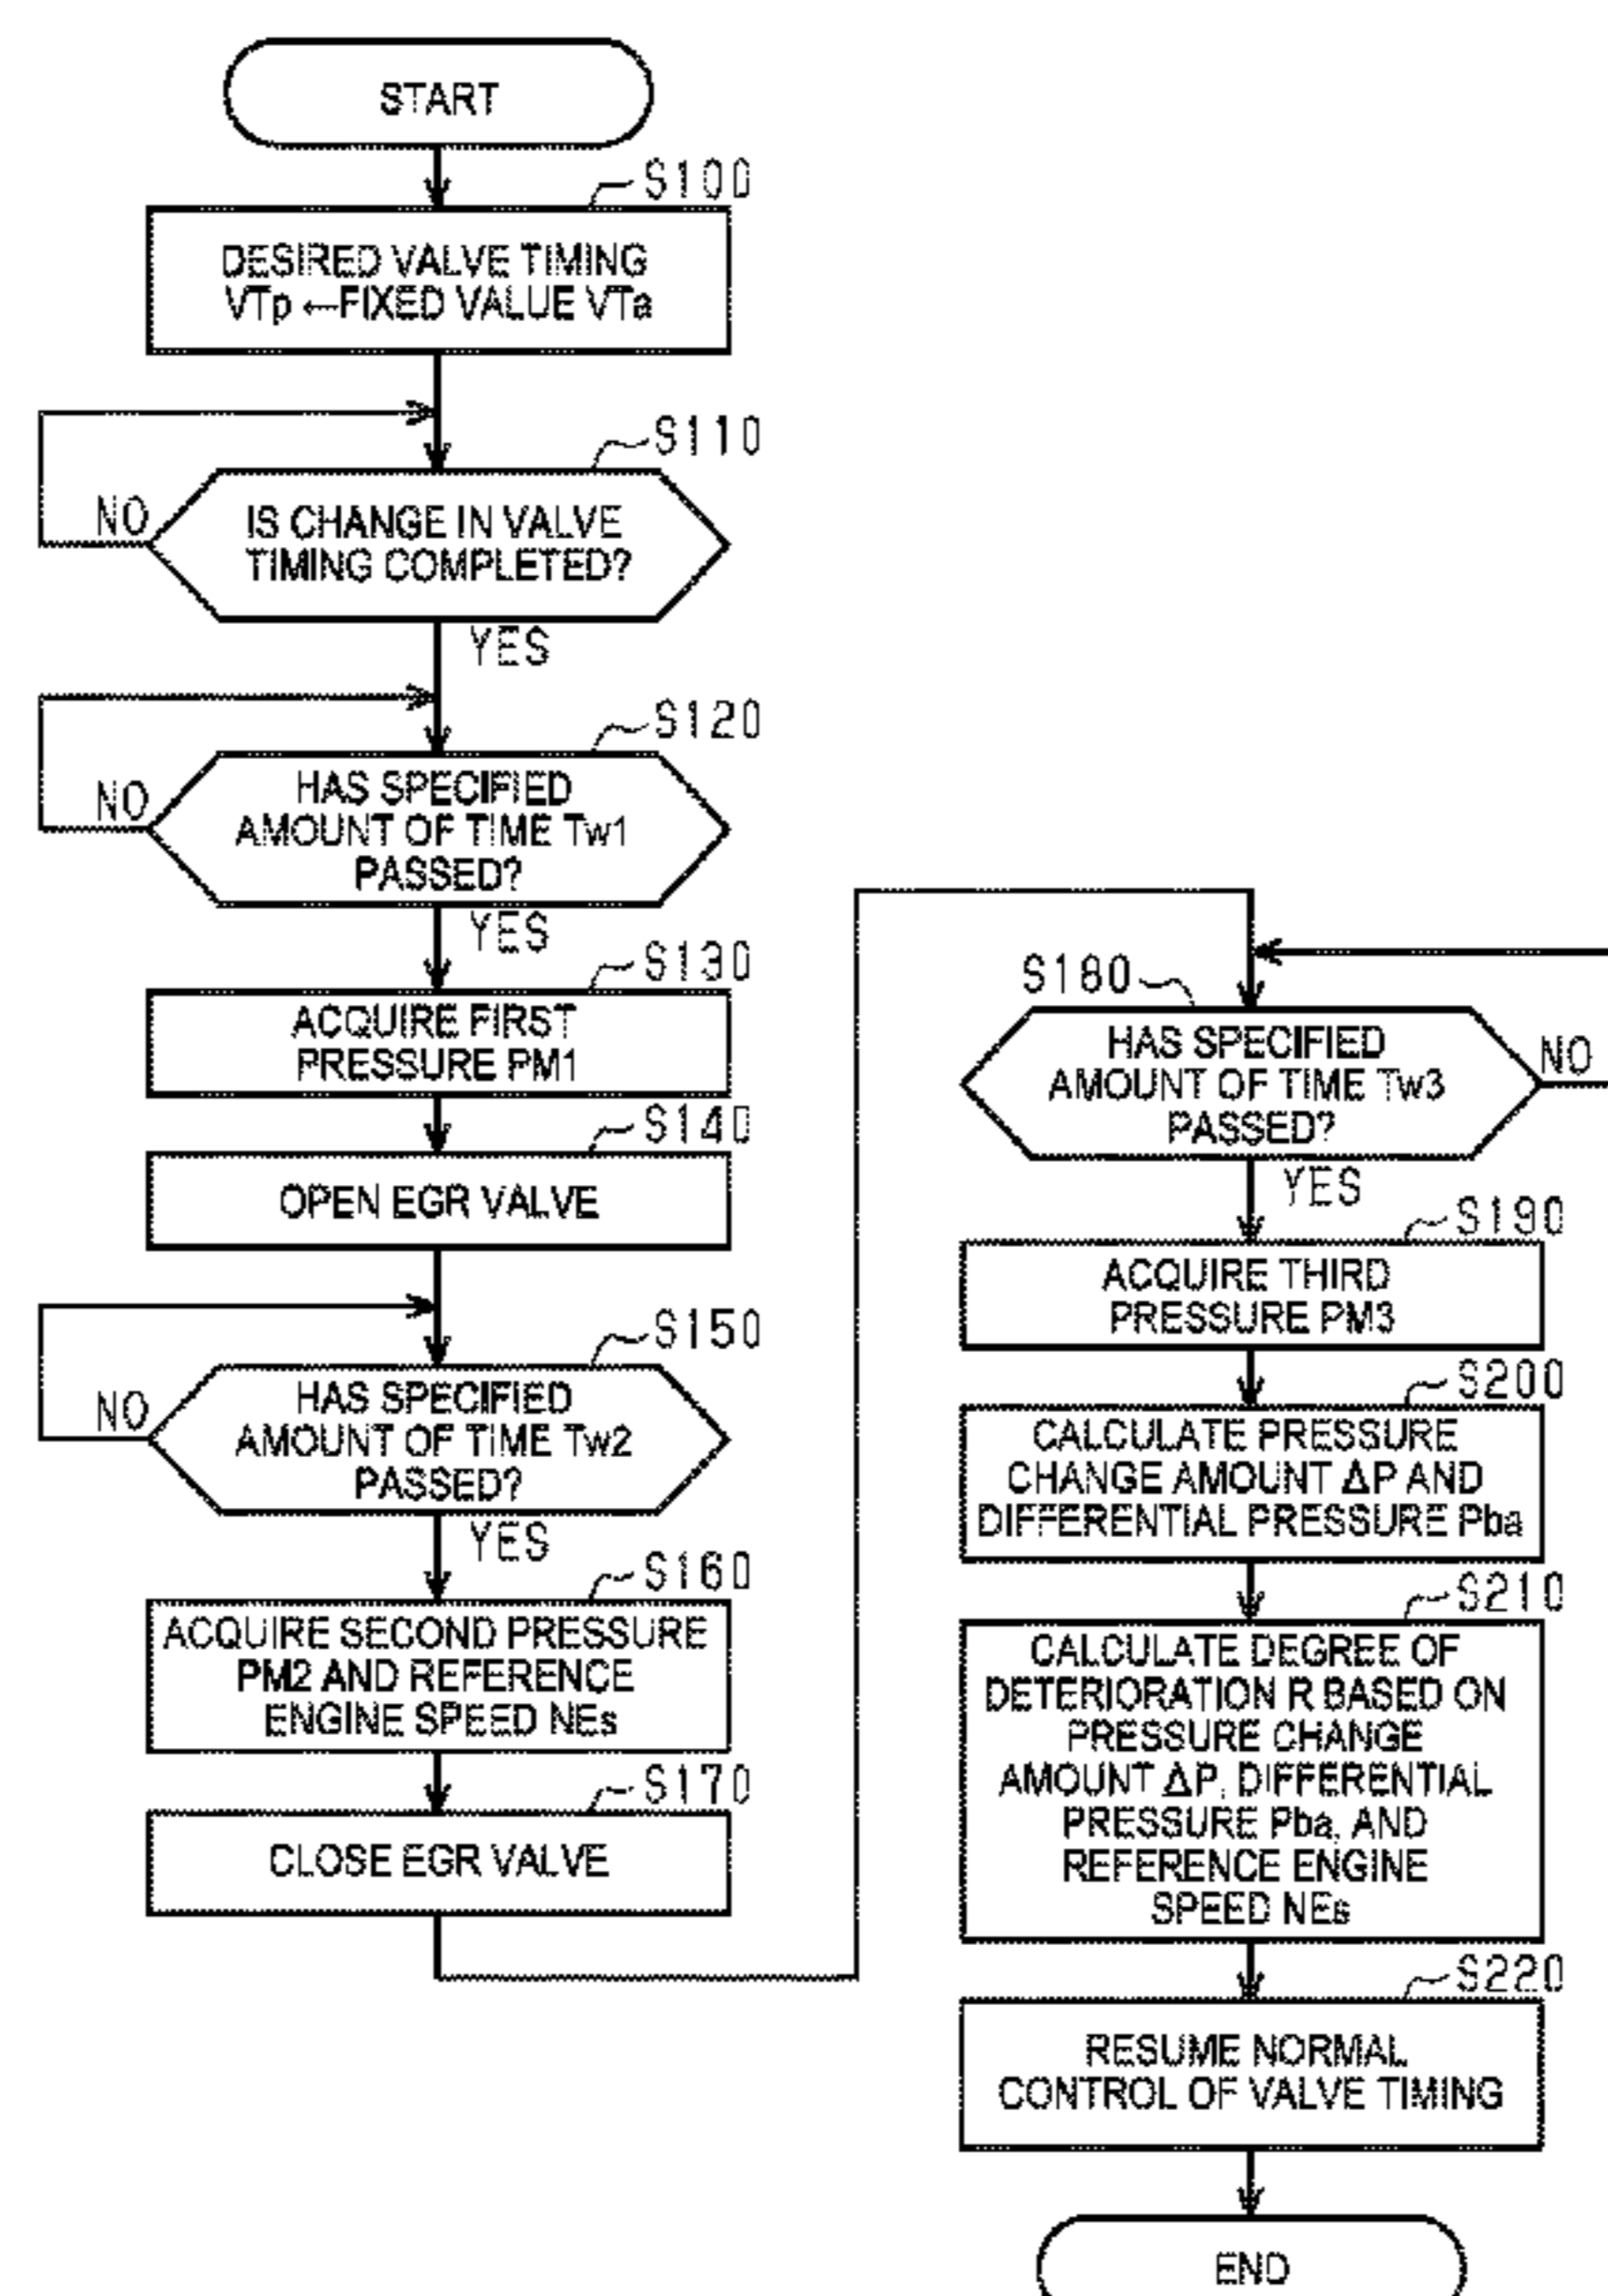 START
S100
DESIRED VALVE TIMING
VTp ←FIXED VALUE VTa
S110
IS CHANGE IN VALVE
TIMING COMPLETED?
NO
YES
S120
HAS SPECIFIED
AMOUNT OF TIME Tw1
PASSED?
NO
YES
S130
ACQUIRE FIRST
PRESSURE PM1
S140
OPEN EGR VALVE
S150
HAS SPECIFIED
AMOUNT OF TIME Tw2
PASSED?
NO
YES
S160
ACQUIRE SECOND PRESSURE
PM2 AND REFERENCE
ENGINE SPEED NEs
S170
CLOSE EGR VALVE
S180
HAS SPECIFIED
AMOUNT OF TIME Tw3
PASSED?
NO
YES
S190
ACQUIRE THIRD
PRESSURE PM3
S200
CALCULATE PRESSURE
CHANGE AMOUNT ΔP AND
DIFFERENTIAL PRESSURE Pba
S210
CALCULATE DEGREE OF
DETERIORATION R BASED ON
PRESSURE CHANGE
AMOUNT ΔP, DIFFERENTIAL
PRESSURE Pba, AND
REFERENCE ENGINE
SPEED NEs
S220
RESUME NORMAL
CONTROL OF VALVE TIMING
END